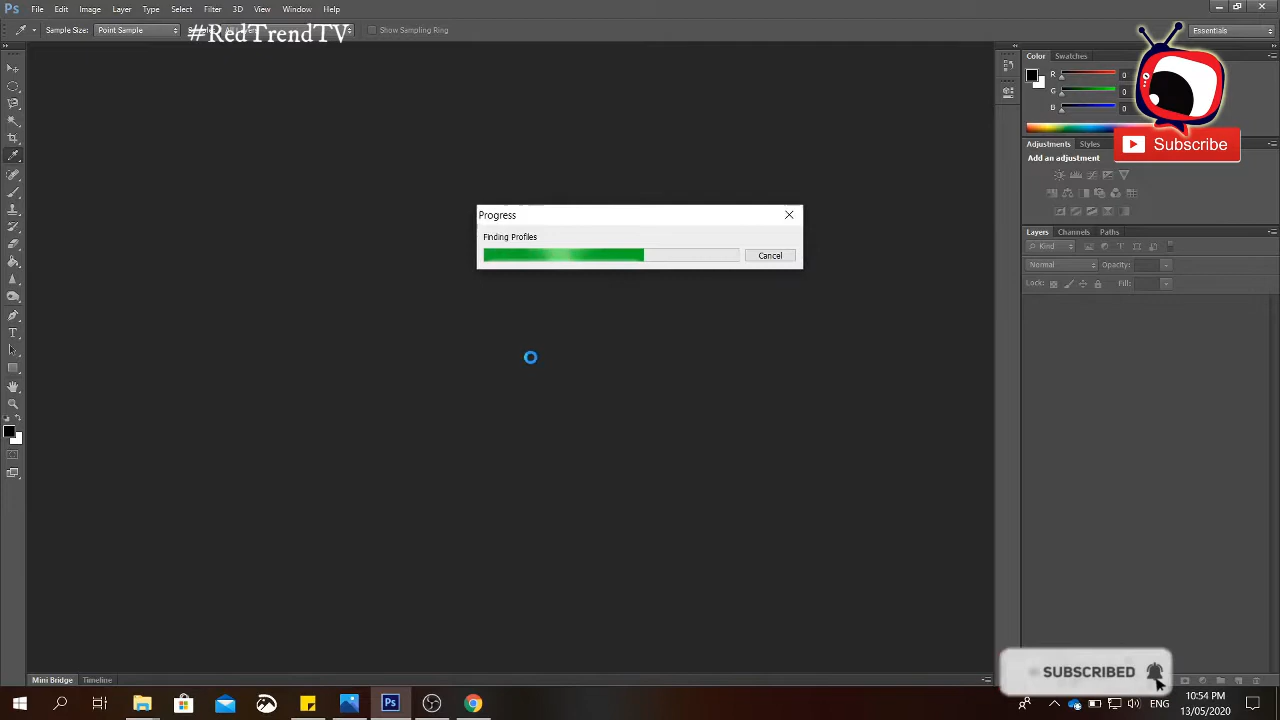 Ps File Edit Image Layer Type Select Filter 3D View Window Help
Sample Size: Point Sample
#RedTrendTV
Show Sampling Ring
Essentials
Color Swatches
R 0
G 0
B 0
Subscribe
Adjustments Styles
Add an adjustment
Progress
Finding Profiles
Cancel
Layers Channels Paths
Kind
Normal Opacity:
Lock: Fill:
T
SUBSCRIBED
Mini Bridge Timeline
Ps
ENG
10:54 PM
13/05/2020